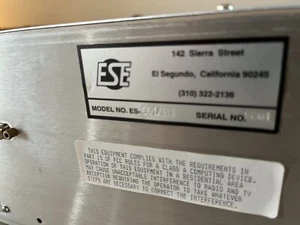 ESE
142 Sierra Street
El Segundo, California 90245
(310) 322-2136
MODEL NO. ES-
SERIAL NO.
THIS EQUIPMENT COMPLIES WITH THE REQUIREMENTS IN
PART 15 OF FCC RULES FOR A CLASS A COMPUTING DEVICE.
OPERATION OF THIS EQUIPMENT IN A RESIDENTIAL AREA
MAY CAUSE UNACCEPTABLE INTERFERENCE TO RADIO AND TV
RECEPTION REQUIRING THE OPERATOR TO TAKE WHATEVER
STEPS ARE NECESSARY TO CORRECT THE INTERFERENCE.